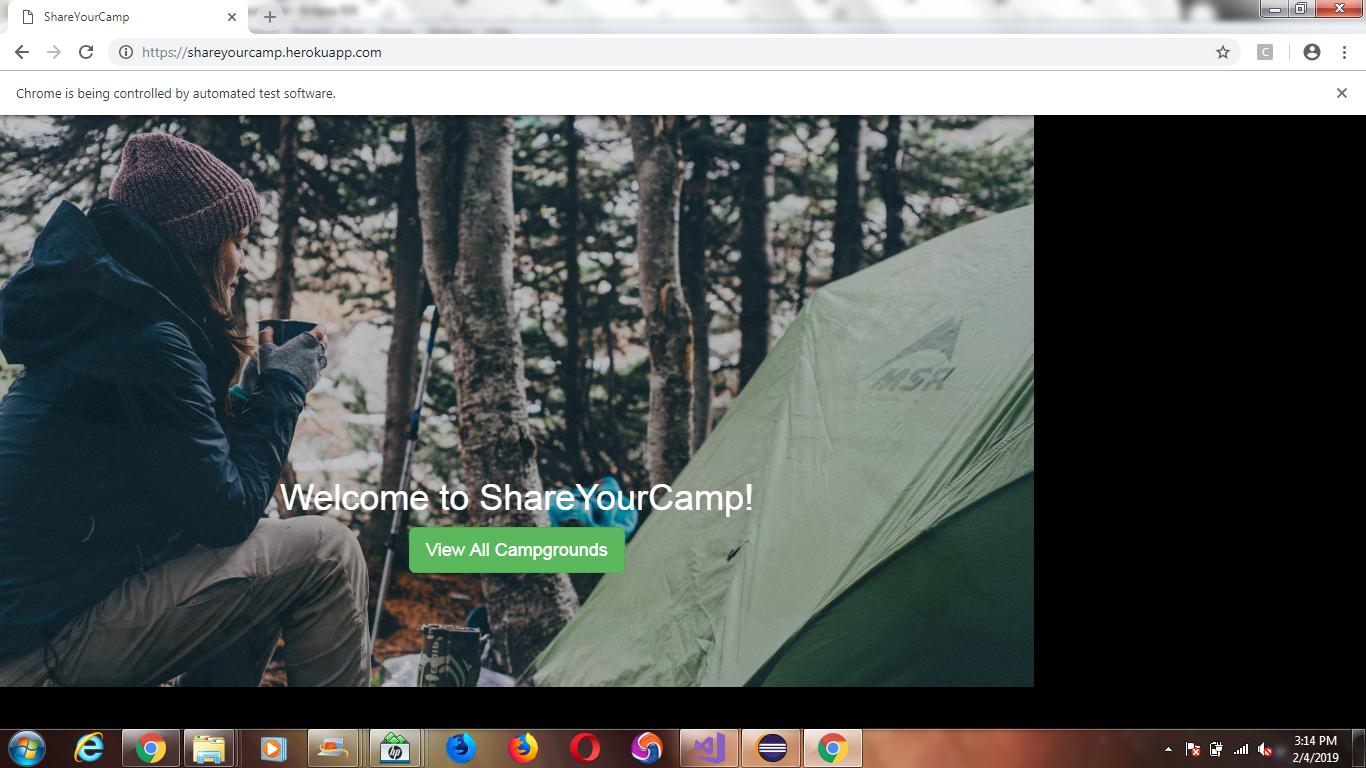 ShareYourCamp
https://shareyourcamp.herokuapp.com
C
Chrome is being controlled by automated test software.
MSR
Welcome to ShareYourCamp!
View All Campgrounds
hp
3:14 PM
2/4/2019